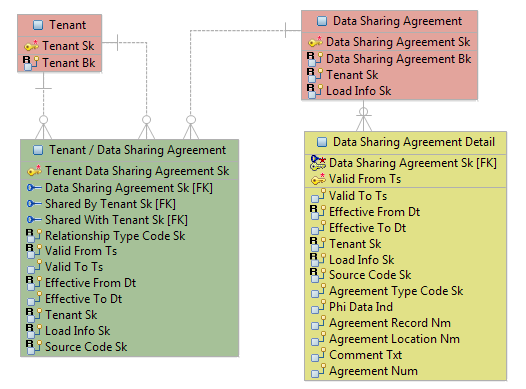 Tenant
Tenant Sk
Tenant Bk
Data Sharing Agreement
Data Sharing Agreement Sk
Data Sharing Agreement Bk
Tenant Sk
Load Info Sk
Tenant / Data Sharing Agreement
Tenant Data Sharing Agreement Sk
Data Sharing Agreement Sk [FK]
Shared By Tenant Sk [FK]
Shared With Tenant Sk [FK]
Relationship Type Code Sk
Valid From Ts
Valid To Ts
Effective From Dt
Effective To Dt
Tenant Sk
Load Info Sk
Source Code Sk
Data Sharing Agreement Detail
Data Sharing Agreement Sk [FK]
Valid From Ts
Valid To Ts
Effective From Dt
Effective To Dt
Tenant Sk
Load Info Sk
Source Code Sk
Agreement Type Code Sk
Phi Data Ind
Agreement Record Nm
Agreement Location Nm
Comment Txt
Agreement Num